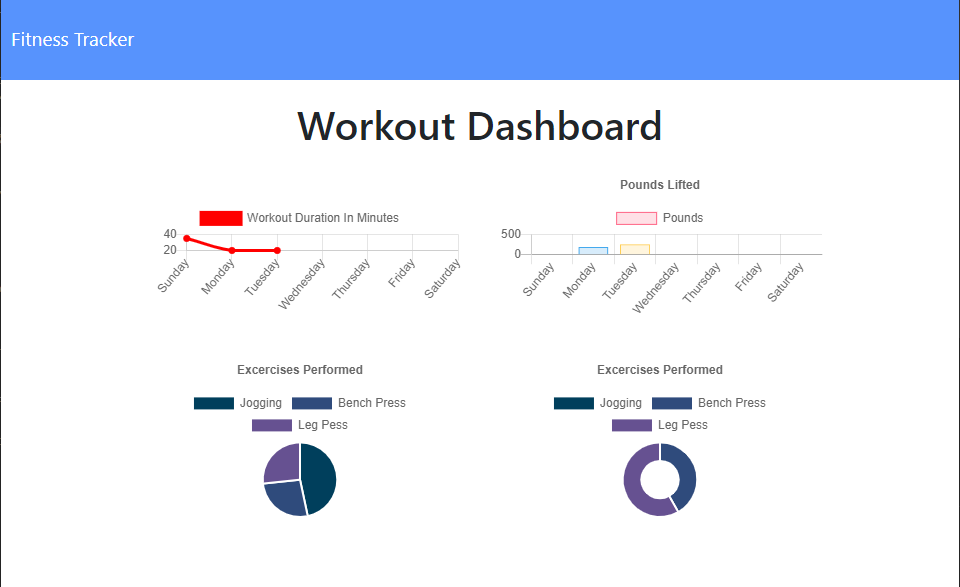 Fitness Tracker
Workout Dashboard
Workout Duration In Minutes
40
20
Sunday
Monday
Tuesday
Wednesday
Thursday
Friday
Saturday
Pounds Lifted
Pounds
500
0
Sunday
Monday
Tuesday
Wednesday
Thursday
Friday
Saturday
Excercises Performed
Jogging Bench Press
Leg Pess
Excercises Performed
Jogging Bench Press
Leg Pess